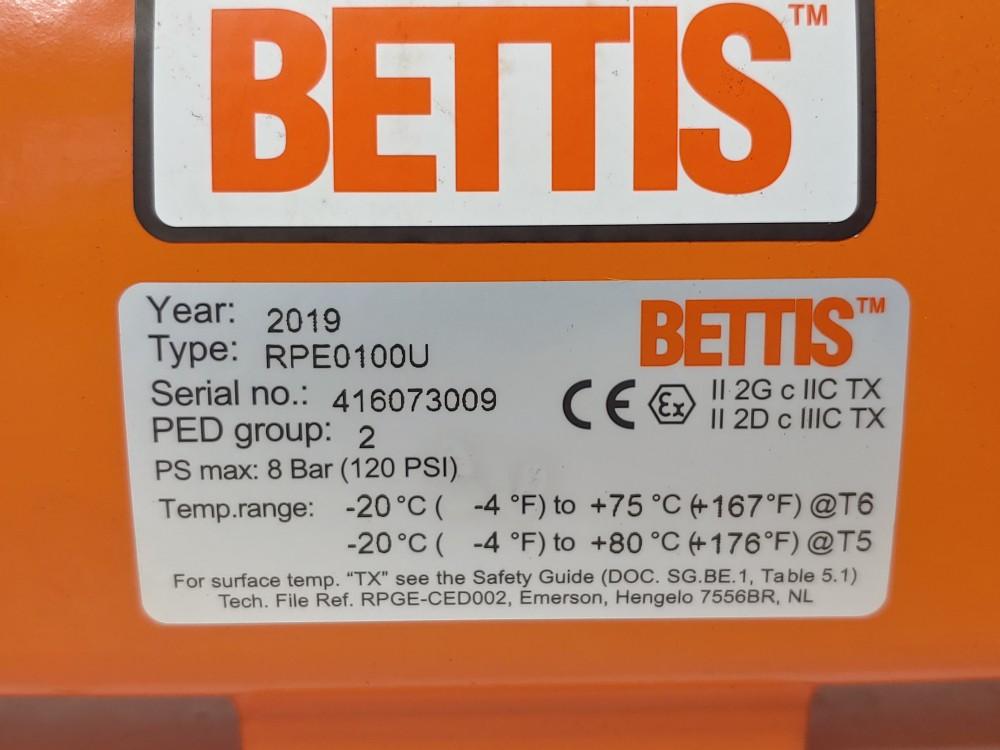 BETTIS™
Year: 2019
Type: RPE0100U
Serial no.: 416073009
PED group: 2
PS max: 8 Bar (120 PSI)
BETTIS™
CE Ex II 2G c IIC TX
II 2D c IIIC TX
Temp.range: -20 °C ( -4 °F) to +75 °C (+167°F) @T6
-20 °C ( -4 °F) to +80 °C (+176°F) @T5
For surface temp. "TX" see the Safety Guide (DOC. SG.BE.1, Table 5.1)
Tech. File Ref. RPGE-CED002, Emerson, Hengelo 7556BR, NL